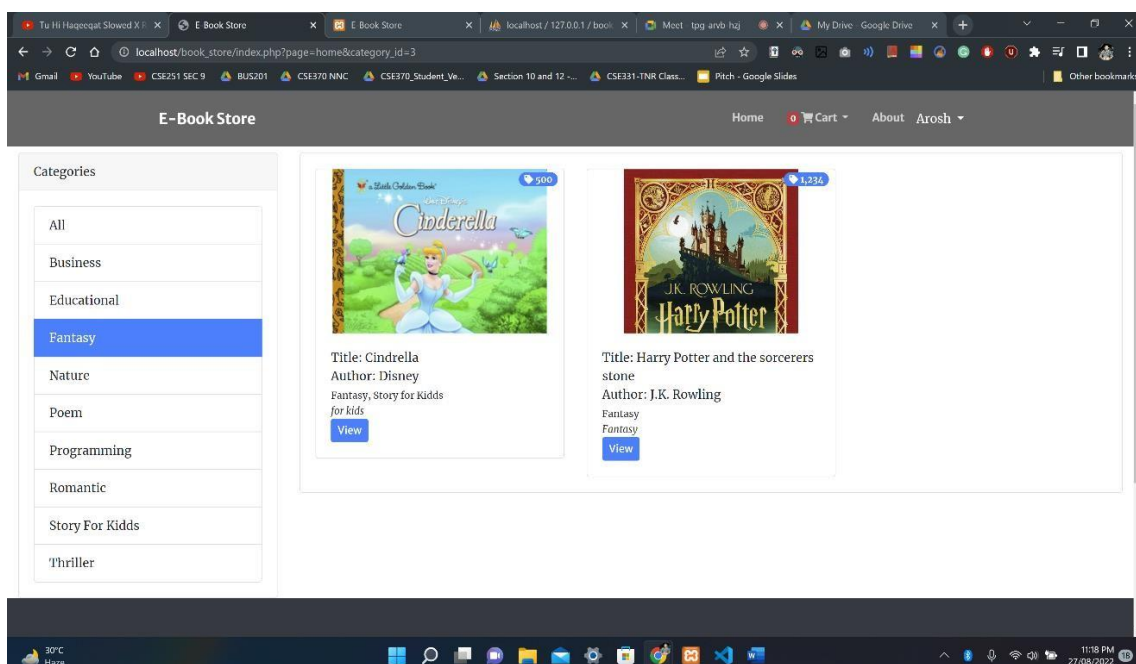 Tu Hi Haqeeqat Slowed X R
E Book Store
E Book Store
localhost / 127.0.0.1 / book
Meet tpg arvb hzj
My Drive Google Drive
localhost/book_store/index.php?page=home&category_id=3
Gmail
YouTube
CSE251 SEC 9
BUS201
CSE370 NNC
CSE370_Student_Ve...
Section 10 and 12 -...
CSE331-TNR Class...
Pitch - Google Slides
Other bookmarks
E-Book Store
Home
0 Cart
About
Arosh
Categories
All
Business
Educational
Fantasy
Nature
Poem
Programming
Romantic
Story For Kidds
Thriller
500
a Little Golden Book
Cinderella
Title: Cindrella
Author: Disney
Fantasy, Story for Kidds
for kids
View
1,234
J.K. ROWLING
Harry Potter
Title: Harry Potter and the sorcerers
stone
Author: J.K. Rowling
Fantasy
Fantasy
View
30°C
Haze
11:18 PM
27/08/2022
18